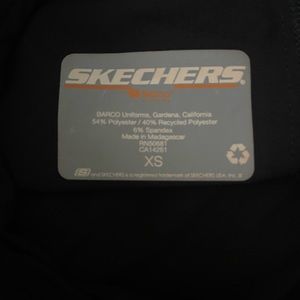 SKECHERS
BARCO Uniforms, Gardena, California
54% Polyester / 40% Recycled Polyester
6% Spandex
Made in Madagascar
RN50681
CA14261
XS
and SKECHERS is registered trademark of SKECHERS USA, Inc. II